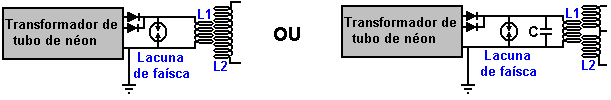 Transformador de
tubo de néon
L1
L2
Lacuna
de faísca
OU
Transformador de
tubo de néon
C
L1
L2
Lacuna
de faísca